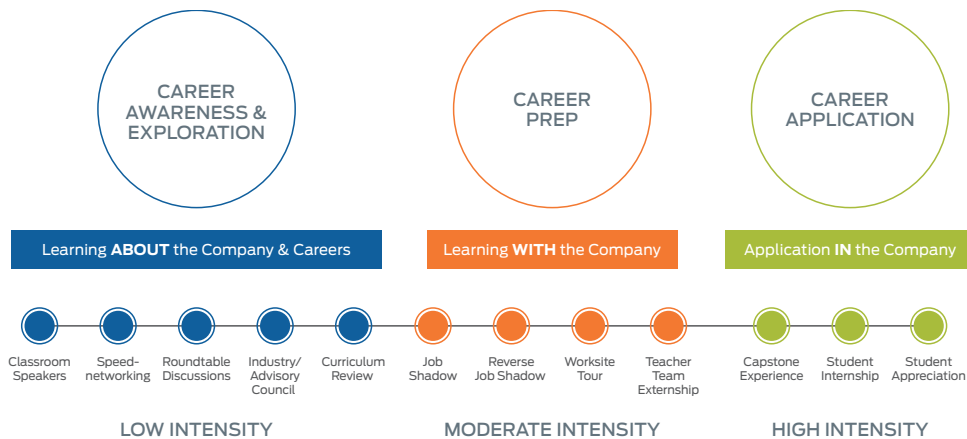 CAREER
AWARENESS &
EXPLORATION
CAREER
PREP
CAREER
APPLICATION
Learning ABOUT the Company & Careers
Learning WITH the Company
Application IN the Company
Classroom
Speakers
Speed-
networking
Roundtable
Discussions
Industry/
Advisory
Council
Curriculum
Review
Job
Shadow
Reverse
Job Shadow
Worksite
Tour
Teacher
Team
Externship
Capstone
Experience
Student
Internship
Student
Appreciation
LOW INTENSITY
MODERATE INTENSITY
HIGH INTENSITY